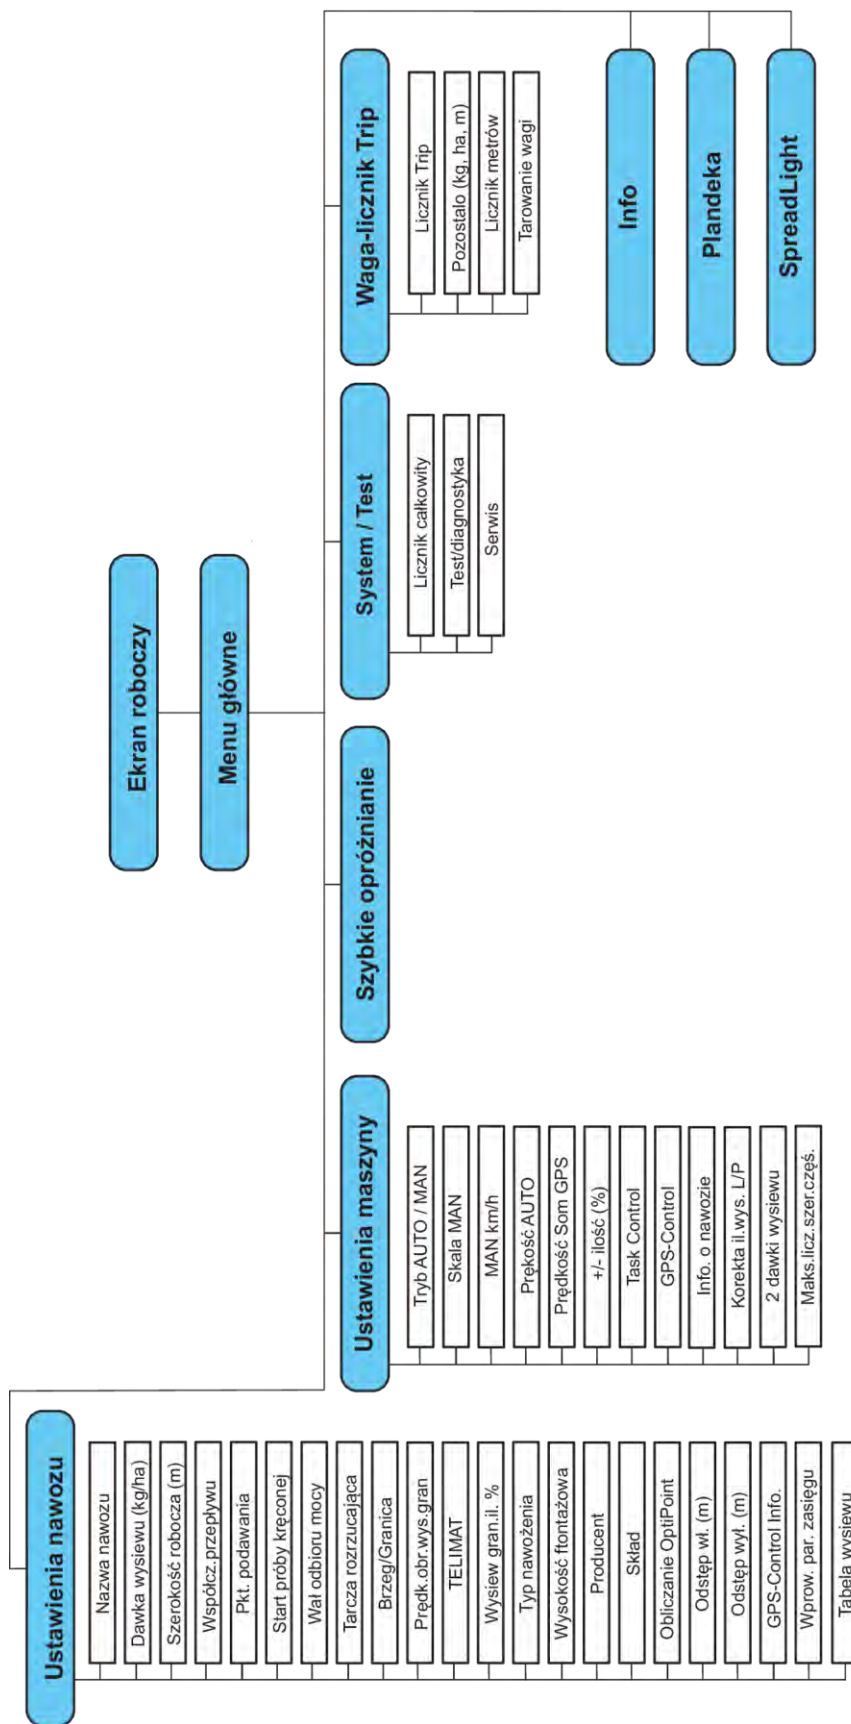 Ekran roboczy
Menu główne
Ustawienia nawozu
Nazwa nawozu
Dawka wysiewu (kg/ha)
Szerokość robocza (m)
Współcz.przepływu
Pkt. podawania
Start próby kręconej
Wał odbioru mocy
Tarcza rozrzucająca
Brzeg/Granica
Prędk.obr.wys.gran
TELIMAT
Wysiew gran.il. %
Typ nawożenia
Wysokość ftontażowa
Producent
Skład
Obliczanie OptiPoint
Odstęp wł. (m)
Odstęp wył. (m)
GPS-Control Info.
Wprow. par. zasięgu
Tabela wysiewu
Ustawienia maszyny
Tryb AUTO / MAN
Skala MAN
MAN km/h
Prękość AUTO
Prędkość Som GPS
+/- ilość (%)
Task Control
GPS-Control
Info. o nawozie
Korekta il.wys. L/P
2 dawki wysiewu
Maks.licz.szer.częś.
Szybkie opróżnianie
System / Test
Licznik całkowity
Test/diagnostyka
Serwis
Waga-licznik Trip
Licznik Trip
Pozostalo (kg, ha, m)
Licznik metrów
Tarowanie wagi
Info
Plandeka
SpreadLight